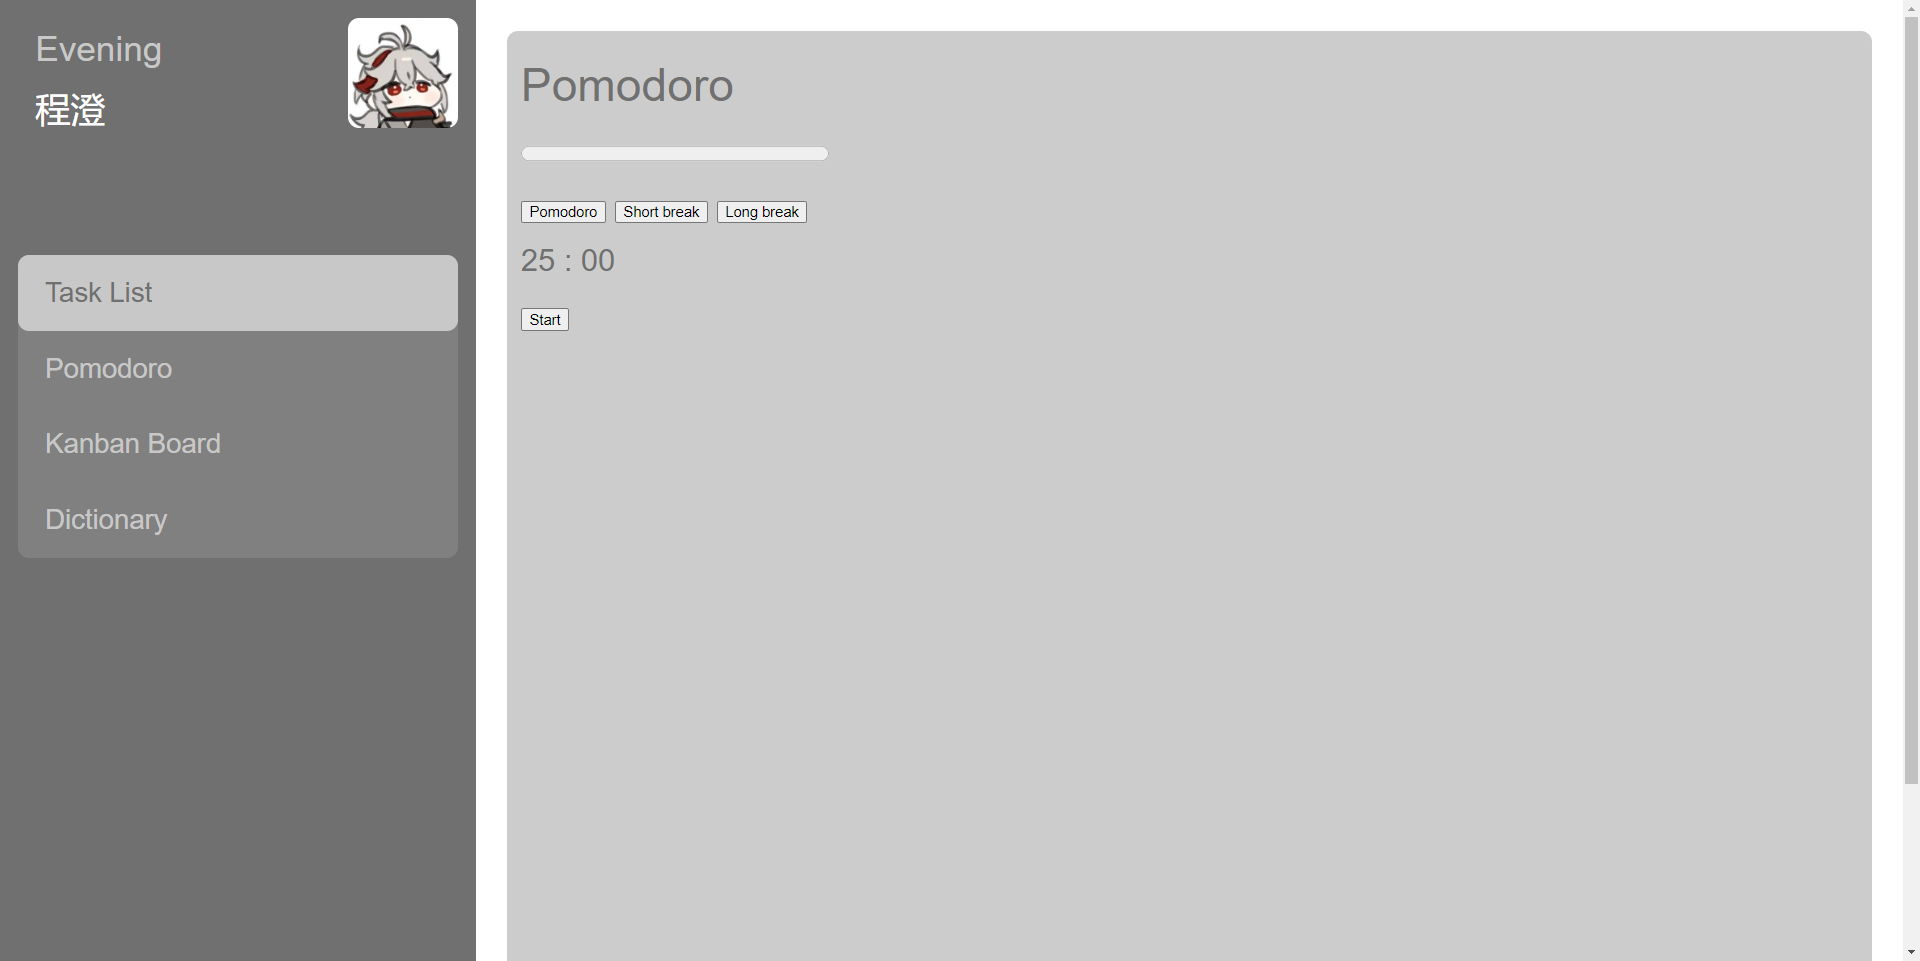 Evening
程澄
Task List
Pomodoro
Kanban Board
Dictionary
Pomodoro
Pomodoro Short break Long break
25 : 00
Start